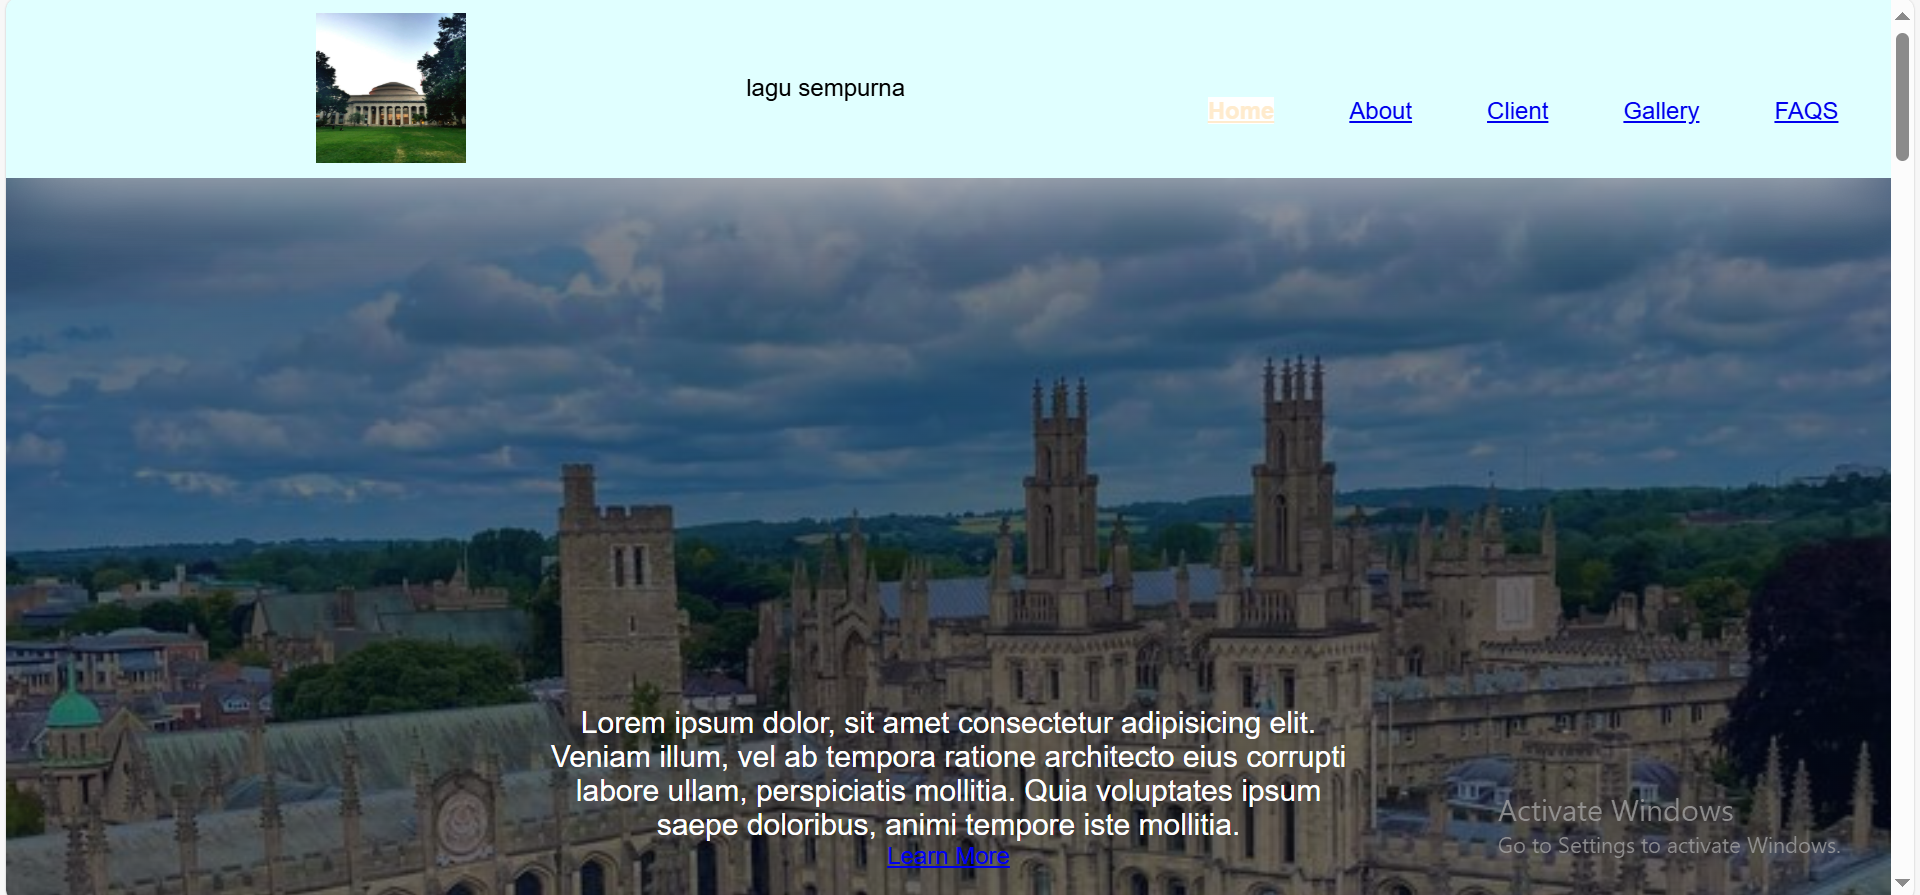 lagu sempurna
Home About Client Gallery FAQS
Lorem ipsum dolor, sit amet consectetur adipisicing elit.
Veniam illum, vel ab tempora ratione architecto eius corrupti
labore ullam, perspiciatis mollitia. Quia voluptates ipsum
saepe doloribus, animi tempore iste mollitia.
Learn More
Activate Windows
Go to Settings to activate Windows.